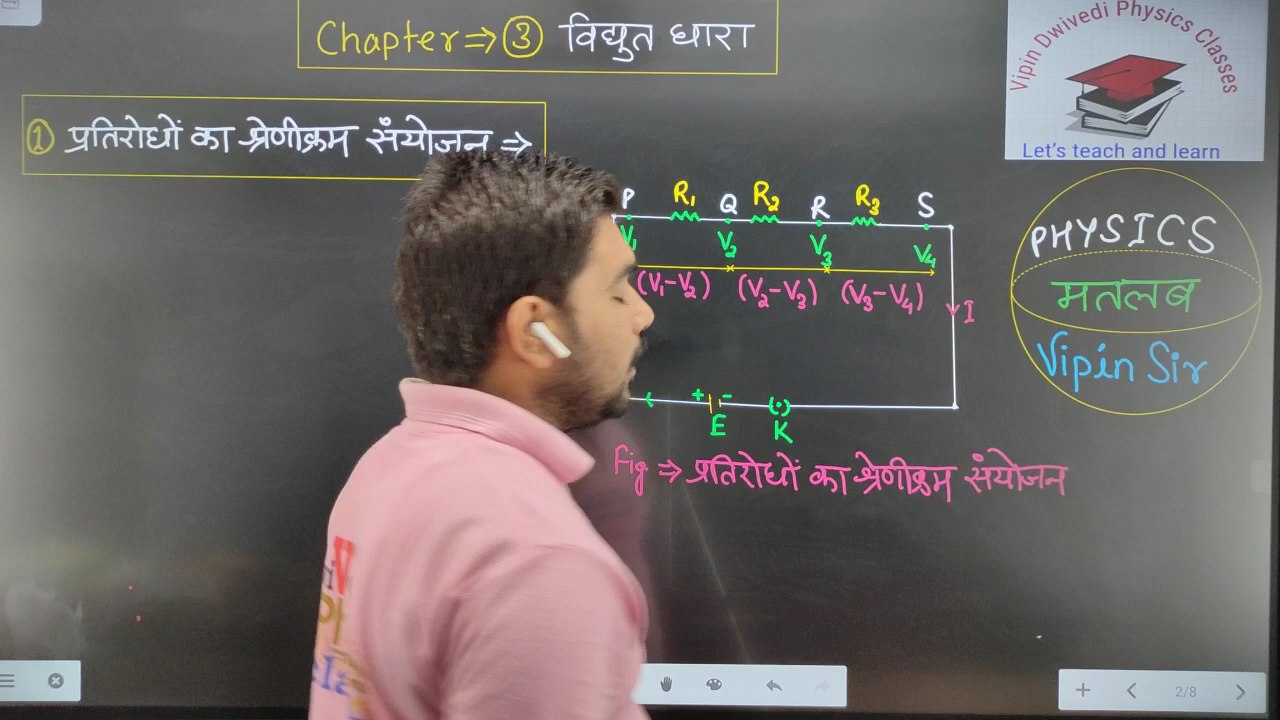 Chapter ⇒ ③ विद्युत धारा
Vipin Dwivedi Physics Classes
Let's teach and learn
① प्रतिरोधों का श्रेणीक्रम संयोजन ⇒
P R₁ Q R₂ R R₃ S
V₁ V₂ V₃ V₄
(V₁-V₂) (V₂-V₃) (V₃-V₄)
I
+ -
E K
Fig ⇒ प्रतिरोधों का श्रेणीक्रम संयोजन
PHYSICS
मतलब
Vipin Sir
2/8